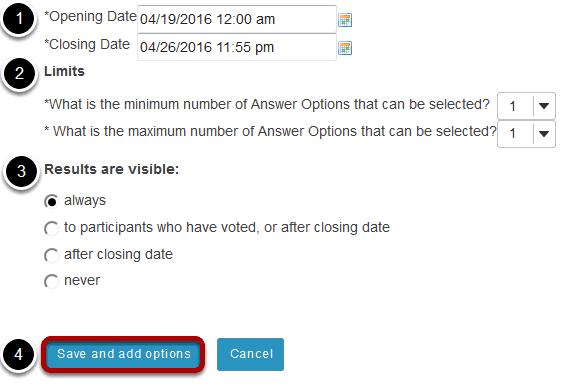 1 *Opening Date 04/19/2016 12:00 am
*Closing Date 04/26/2016 11:55 pm
2 Limits
*What is the minimum number of Answer Options that can be selected? 1
* What is the maximum number of Answer Options that can be selected? 1
3 Results are visible:
always
to participants who have voted, or after closing date
after closing date
never
4 Save and add options Cancel